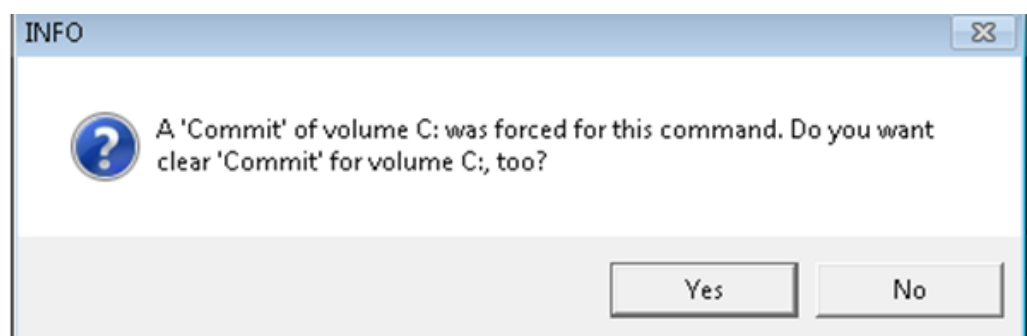 INFO
A 'Commit' of volume C: was forced for this command. Do you want
clear 'Commit' for volume C:, too?
Yes
No